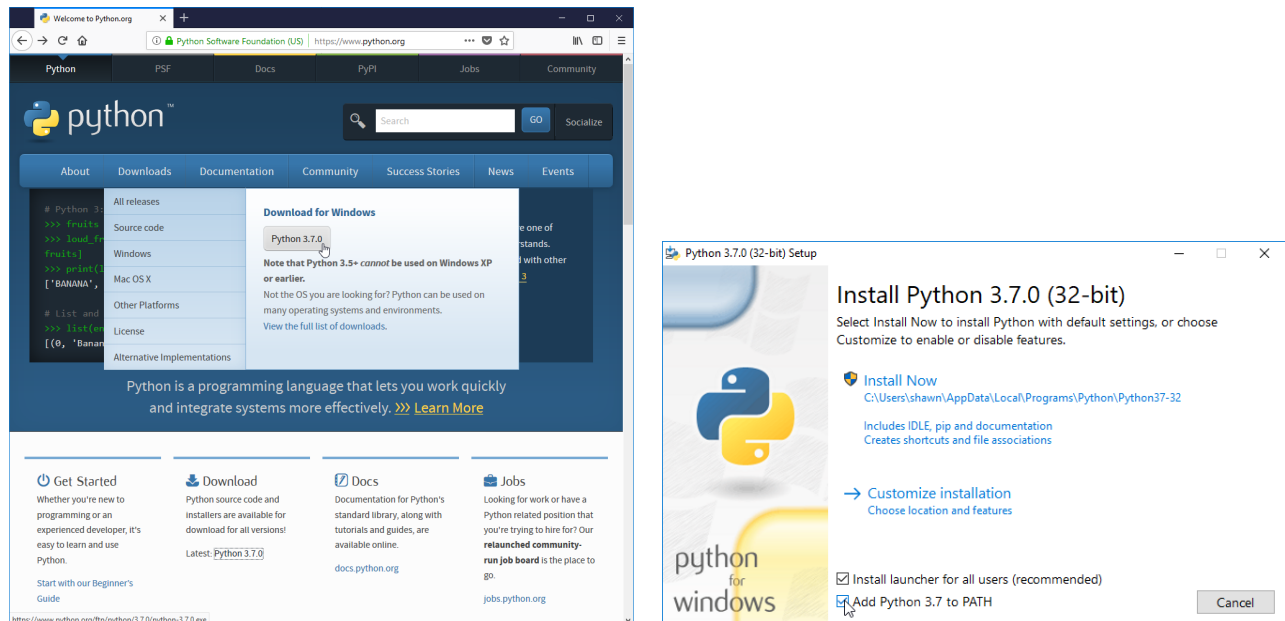 Welcome to Python.org
Python Software Foundation (US)
https://www.python.org
Python
PSF
Docs
PyPI
Jobs
Community
python™
Search
GO
Socialize
About
Downloads
Documentation
Community
Success Stories
News
Events
All releases
Source code
Windows
Mac OS X
Other Platforms
License
Alternative Implementations
# Python 3:
>>> fruits
>>> loud_fr
fruits]
>>> print(l
['BANANA',
# List and
>>> list(en
[(0, 'Banan
Download for Windows
Python 3.7.0
Note that Python 3.5+ cannot be used on Windows XP
or earlier.
Not the OS you are looking for? Python can be used on
many operating systems and environments.
View the full list of downloads.
e one of
rstands.
d with other
3
Python is a programming language that lets you work quickly
and integrate systems more effectively. >>> Learn More
Get Started
Whether you're new to
programming or an
experienced developer, it's
easy to learn and use
Python.
Start with our Beginner's
Guide
Download
Python source code and
installers are available for
download for all versions!
Latest: Python 3.7.0
Docs
Documentation for Python's
standard library, along with
tutorials and guides, are
available online.
docs.python.org
Jobs
Looking for work or have a
Python related position that
you're trying to hire for? Our
relaunched community-
run job board is the place to
go.
jobs.python.org
https://www.python.org/ftp/python/3.7.0/python-3.7.0.exe
Python 3.7.0 (32-bit) Setup
Install Python 3.7.0 (32-bit)
Select Install Now to install Python with default settings, or choose
Customize to enable or disable features.
Install Now
C:\Users\shawn\AppData\Local\Programs\Python\Python37-32
Includes IDLE, pip and documentation
Creates shortcuts and file associations
Customize installation
Choose location and features
python
for
windows
Install launcher for all users (recommended)
Add Python 3.7 to PATH
Cancel